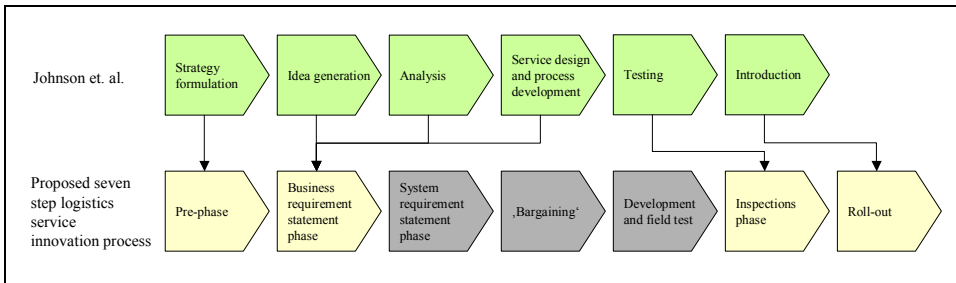 Johnson et. al.
Strategy
formulation
Idea generation
Analysis
Service design
and process
development
Testing
Introduction
Proposed seven
step logistics
service
innovation process
Pre-phase
Business
requirement
statement
phase
System
requirement
statement
phase
‚Bargaining‘
Development
and field test
Inspections
phase
Roll-out